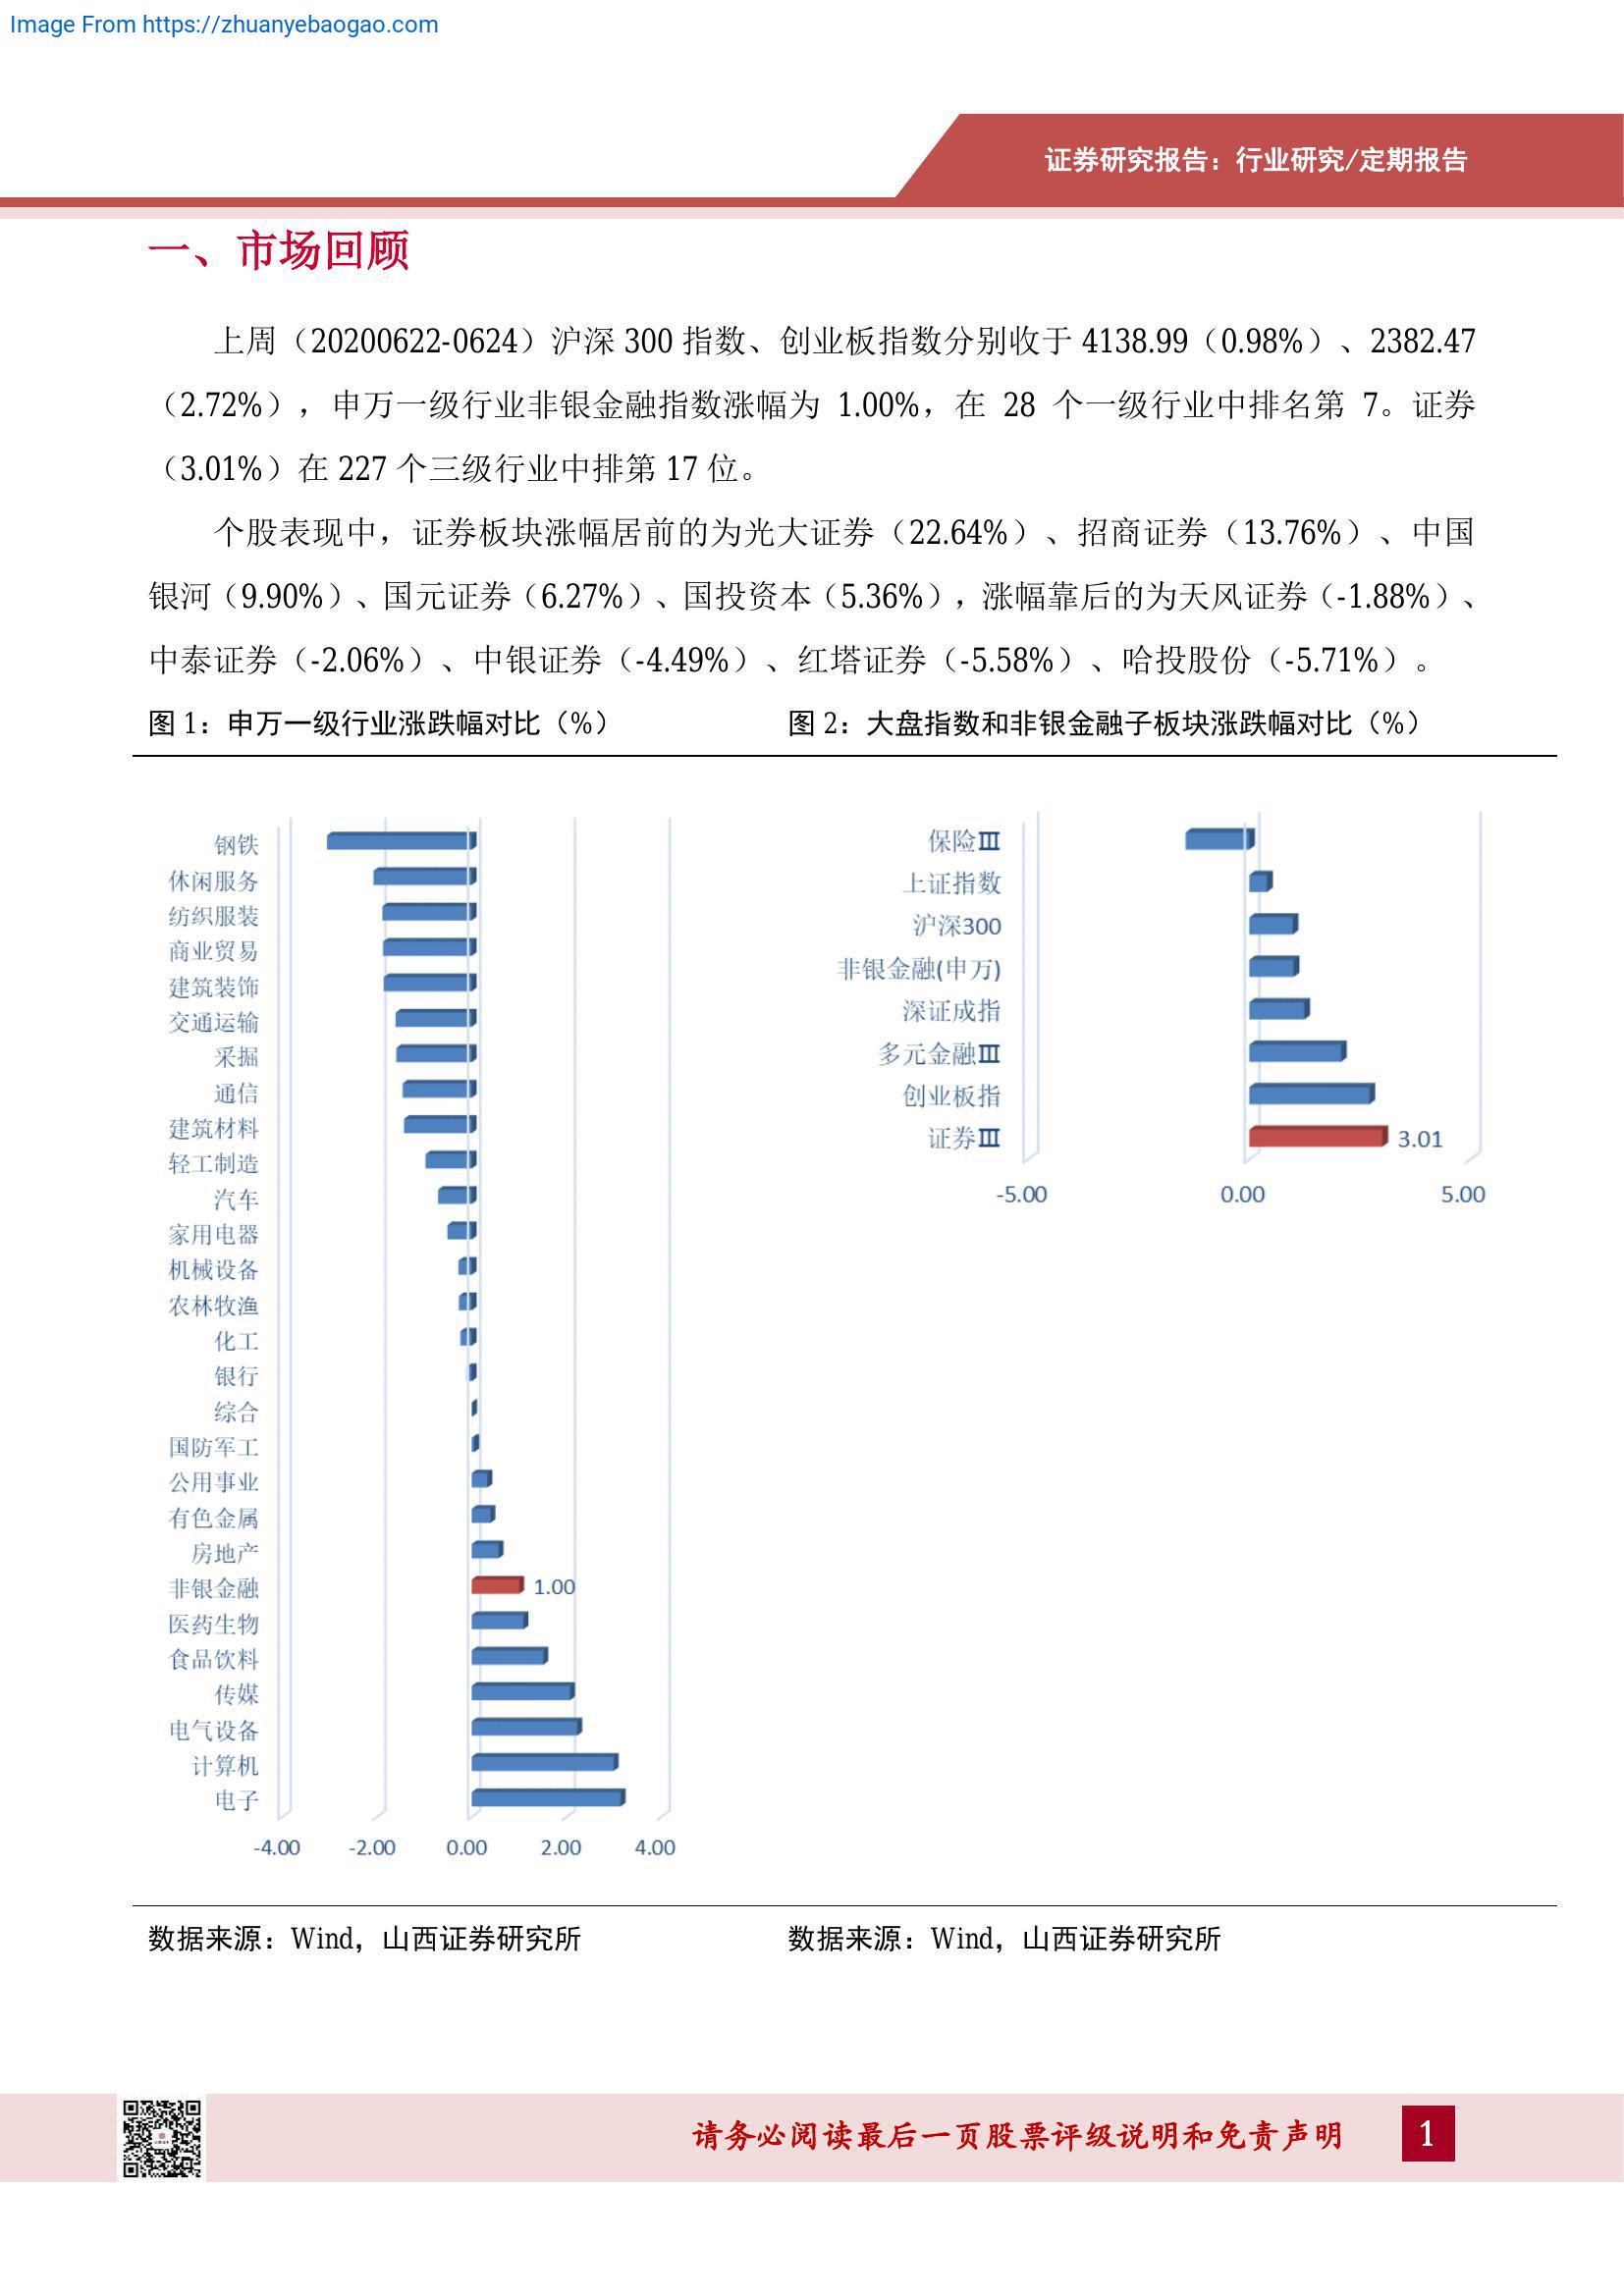 Image From https://zhuanyebaogao.com
证券研究报告：行业研究/定期报告
一、市场回顾
上周（20200622-0624）沪深 300 指数、创业板指数分别收于 4138.99（0.98%）、2382.47
（2.72%），申万一级行业非银金融指数涨幅为 1.00%，在 28 个一级行业中排名第 7。证券
（3.01%）在 227 个三级行业中排第 17 位。
个股表现中，证券板块涨幅居前的为光大证券（22.64%）、招商证券（13.76%）、中国
银河（9.90%）、国元证券（6.27%）、国投资本（5.36%），涨幅靠后的为天风证券（-1.88%）、
中泰证券（-2.06%）、中银证券（-4.49%）、红塔证券（-5.58%）、哈投股份（-5.71%）。
图 1：申万一级行业涨跌幅对比（%）
钢铁
休闲服务
纺织服装
商业贸易
建筑装饰
交通运输
采掘
通信
建筑材料
轻工制造
汽车
家用电器
机械设备
农林牧渔
化工
银行
综合
国防军工
公用事业
有色金属
房地产
非银金融 1.00
医药生物
食品饮料
传媒
电气设备
计算机
电子
-4.00 -2.00 0.00 2.00 4.00
数据来源：Wind，山西证券研究所
图 2：大盘指数和非银金融子板块涨跌幅对比（%）
保险Ⅲ
上证指数
沪深300
非银金融(申万)
深证成指
多元金融Ⅲ
创业板指
证券Ⅲ 3.01
-5.00 0.00 5.00
数据来源：Wind，山西证券研究所
请务必阅读最后一页股票评级说明和免责声明 1